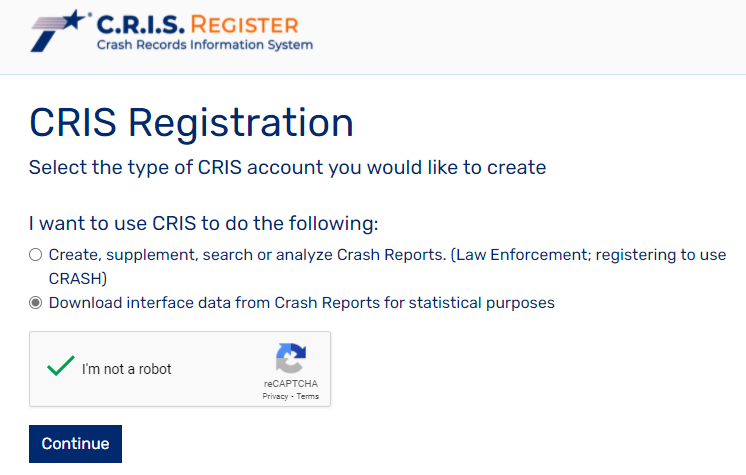 C.R.I.S. REGISTER
Crash Records Information System
CRIS Registration
Select the type of CRIS account you would like to create
I want to use CRIS to do the following:
Create, supplement, search or analyze Crash Reports. (Law Enforcement; registering to use
CRASH)
Download interface data from Crash Reports for statistical purposes
I'm not a robot
reCAPTCHA
Privacy - Terms
Continue